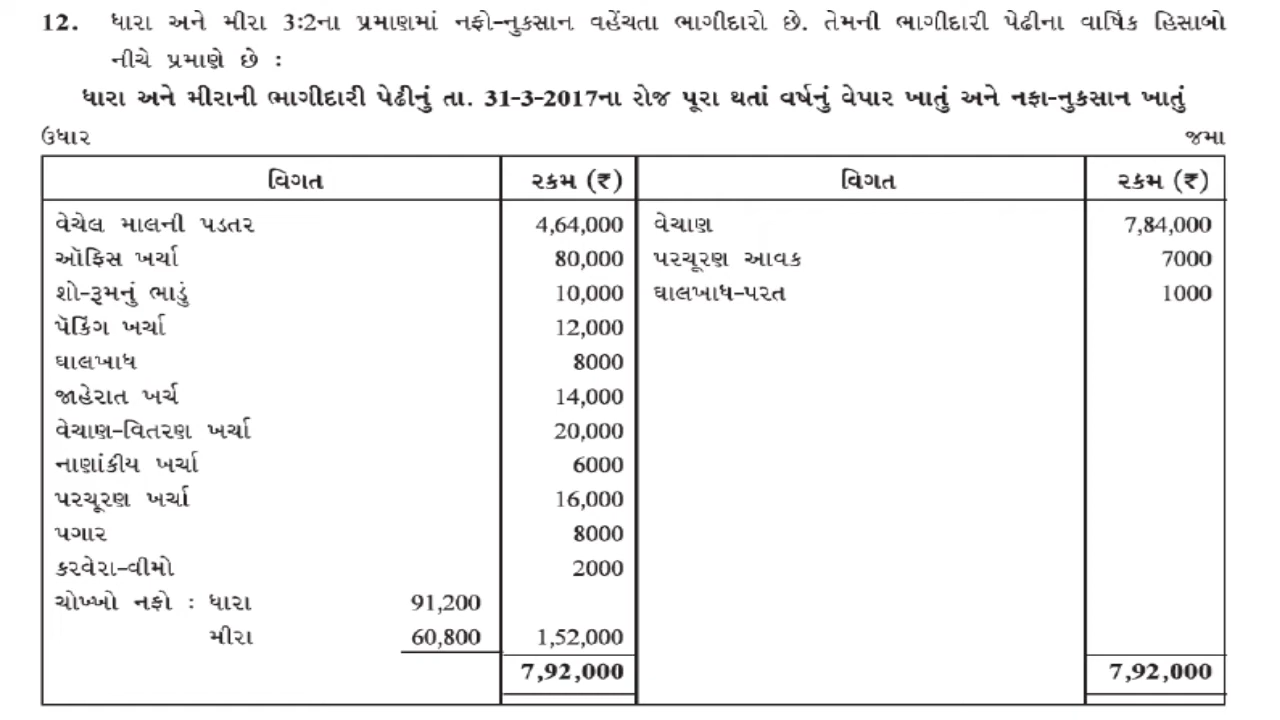 12. ધારા અને મીરા 3:2ના પ્રમાણમાં નફો-નુકસાન વહેંચતા ભાગીદારો છે. તેમની ભાગીદારી પેઢીના વાર્ષિક હિસાબો
નીચે પ્રમાણે છે :
ધારા અને મીરાની ભાગીદારી પેઢીનું તા. 31-3-2017ના રોજ પૂરા થતાં વર્ષનું વેપાર ખાતું અને નફા-નુકસાન ખાતું
ઉધાર જમા
વિગત રકમ (₹) વિગત રકમ (₹)
વેચેલ માલની પડતર 4,64,000 વેચાણ 7,84,000
ઑફિસ ખર્ચા 80,000 પરચૂરણ આવક 7000
શો-રૂમનું ભાડું 10,000 ઘાલખાધ-પરત 1000
પૅકિંગ ખર્ચા 12,000
ઘાલખાધ 8000
જાહેરાત ખર્ચ 14,000
વેચાણ-વિતરણ ખર્ચા 20,000
નાણાંકીય ખર્ચા 6000
પરચૂરણ ખર્ચા 16,000
પગાર 8000
કરવેરા-વીમો 2000
ચોખ્ખો નફો : ધારા 91,200
મીરા 60,800 1,52,000
7,92,000 7,92,000